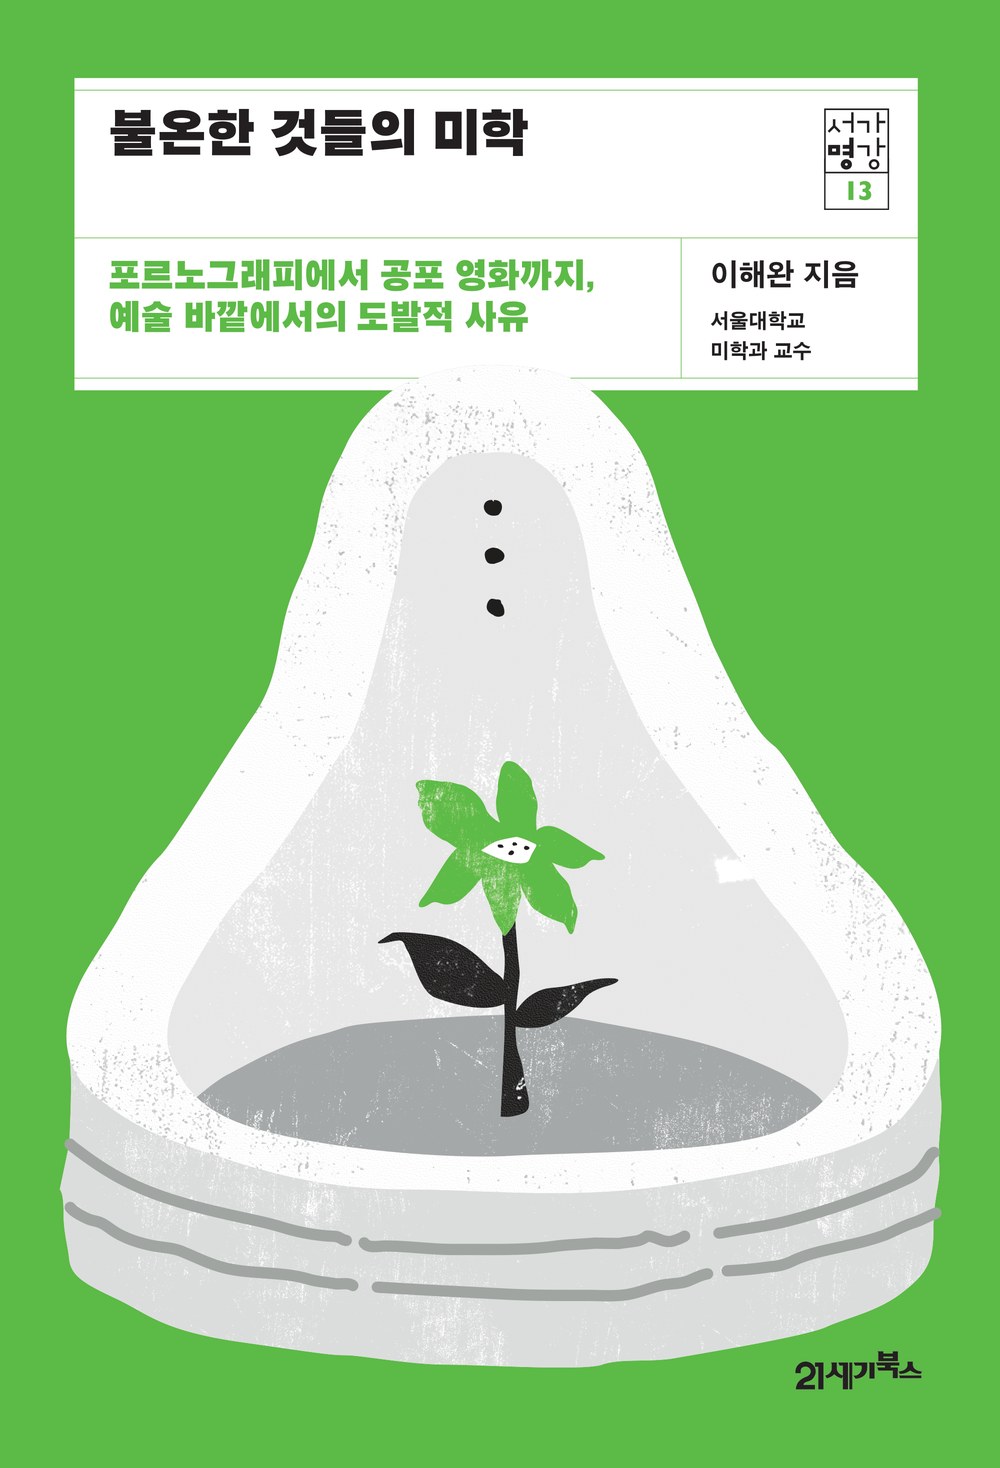 불온한 것들의 미학
서가
명강
13
포르노그래피에서 공포 영화까지,
예술 바깥에서의 도발적 사유
이해완 지음
서울대학교
미학과 교수
21세기북스